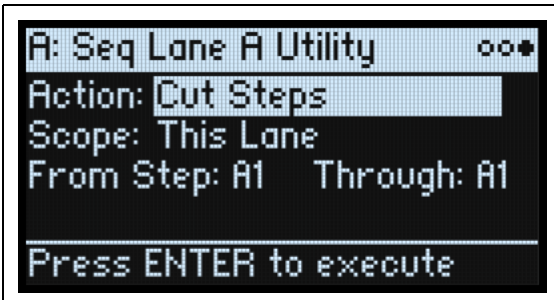 A: Seq Lane A Utility
Action: Cut Steps
Scope: This Lane
From Step: A1 Through: A1
Press ENTER to execute